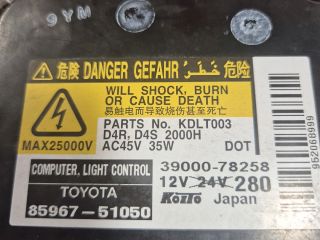 9YM
危険 DANGER GEFAHR خطر 危险
WILL SHOCK, BURN
OR CAUSE DEATH
易触电而导致烧伤甚至死亡
PARTS No. KDLT003
D4R, D4S 2000H
MAX25000V AC45V 35W DOT
COMPUTER, LIGHT CONTROL 39000-78258
12V 24V 280
TOYOTA
85967-51050 KOITO Japan
952068999